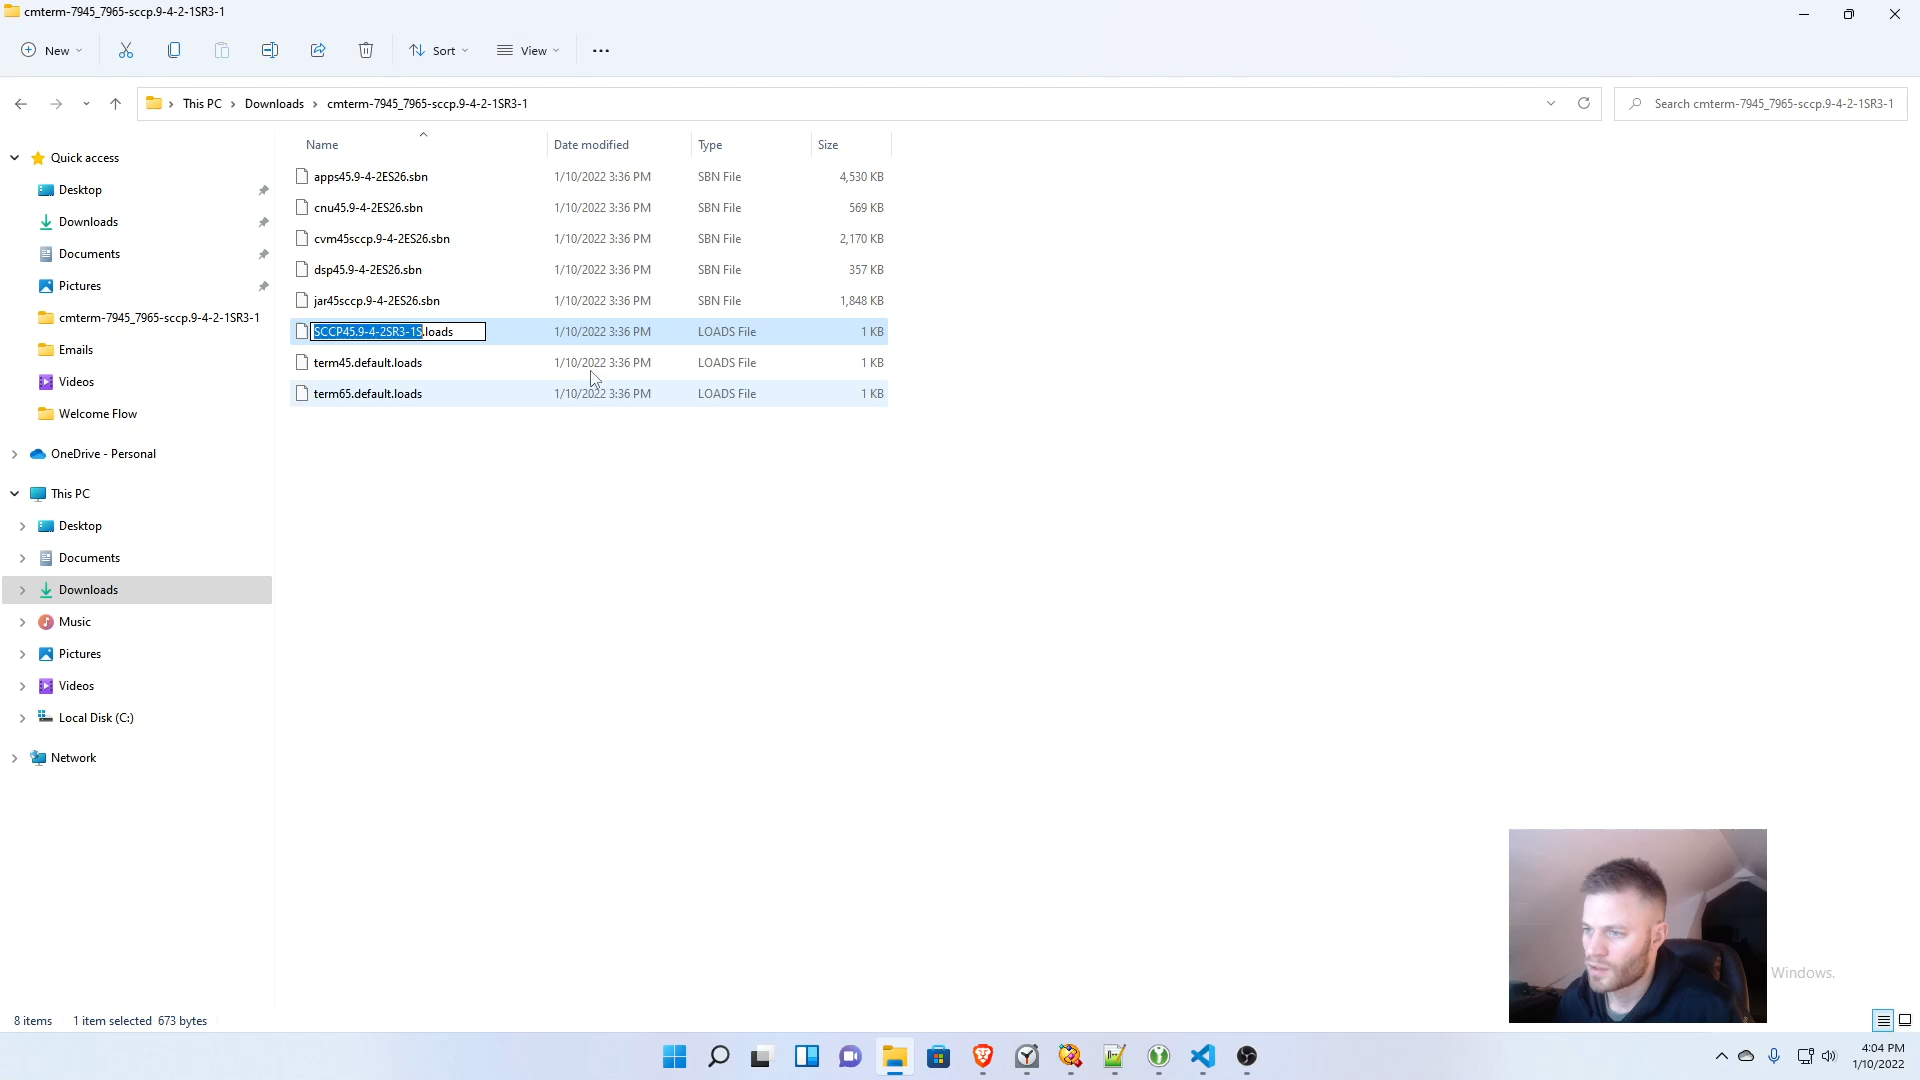 cmterm-7945_7965-sccp.9-4-2-1SR3-1
New
Sort
View
This PC > Downloads > cmterm-7945_7965-sccp.9-4-2-1SR3-1
Search cmterm-7945_7965-sccp.9-4-2-1SR3-1
Name Date modified Type Size
apps45.9-4-2ES26.sbn 1/10/2022 3:36 PM SBN File 4,530 KB
cnu45.9-4-2ES26.sbn 1/10/2022 3:36 PM SBN File 569 KB
cvm45sccp.9-4-2ES26.sbn 1/10/2022 3:36 PM SBN File 2,170 KB
dsp45.9-4-2ES26.sbn 1/10/2022 3:36 PM SBN File 357 KB
jar45sccp.9-4-2ES26.sbn 1/10/2022 3:36 PM SBN File 1,848 KB
SCCP45.9-4-2SR3-1S.loads 1/10/2022 3:36 PM LOADS File 1 KB
term45.default.loads 1/10/2022 3:36 PM LOADS File 1 KB
term65.default.loads 1/10/2022 3:36 PM LOADS File 1 KB
Quick access
Desktop
Downloads
Documents
Pictures
cmterm-7945_7965-sccp.9-4-2-1SR3-1
Emails
Videos
Welcome Flow
OneDrive - Personal
This PC
Desktop
Documents
Downloads
Music
Pictures
Videos
Local Disk (C:)
Network
Windows.
8 items 1 item selected 673 bytes
4:04 PM
1/10/2022